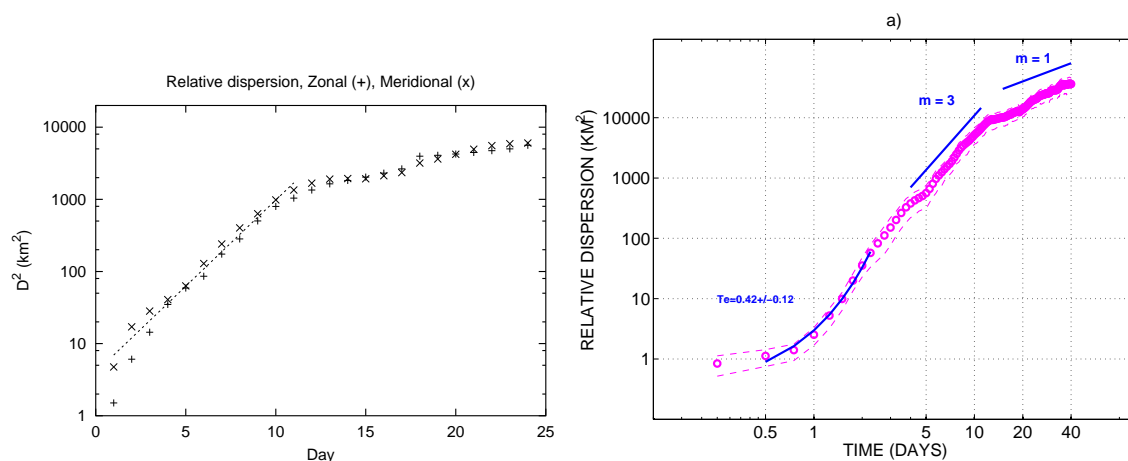 Relative dispersion, Zonal (+), Meridional (x)
D² (km²)
10000
1000
100
10
1
0
5
10
15
20
25
Day
a)
RELATIVE DISPERSION (KM²)
10000
1000
100
10
1
m = 1
m = 3
Te=0.42+/−0.12
0.5
1
5
10
20
40
TIME (DAYS)